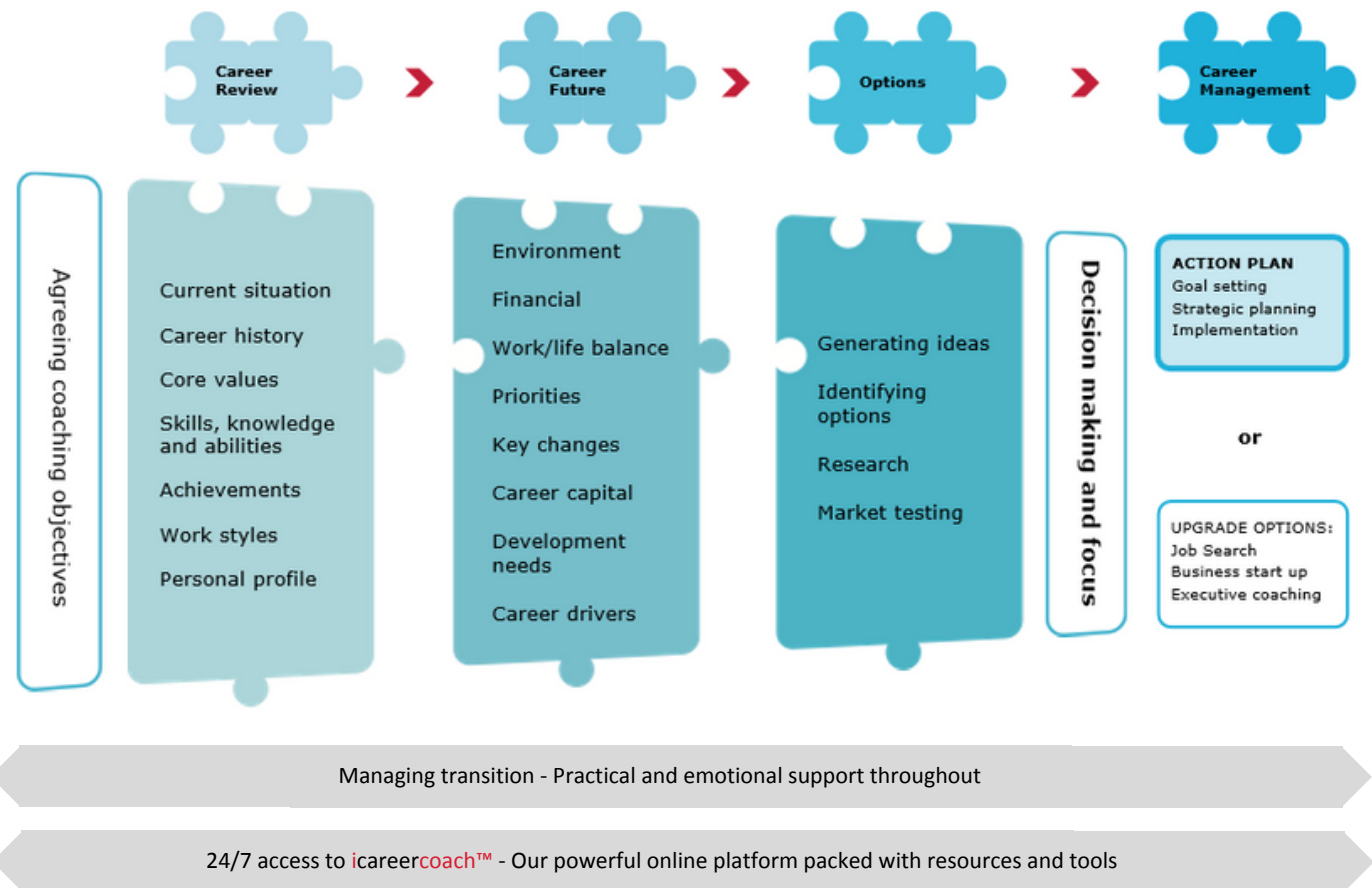 Career
Review
Career
Future
Options
Career
Management
Agreeing coaching objectives
Current situation
Career history
Core values
Skills, knowledge
and abilities
Achievements
Work styles
Personal profile
Environment
Financial
Work/life balance
Priorities
Key changes
Career capital
Development
needs
Career drivers
Generating ideas
Identifying
options
Research
Market testing
Decision making and focus
ACTION PLAN
Goal setting
Strategic planning
Implementation
or
UPGRADE OPTIONS:
Job Search
Business start up
Executive coaching
Managing transition - Practical and emotional support throughout
24/7 access to icareercoach™ - Our powerful online platform packed with resources and tools